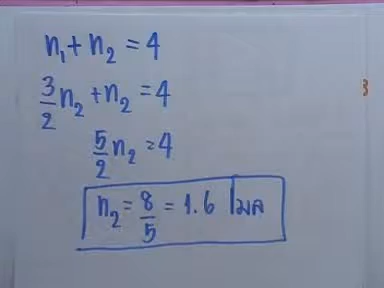 n₁ + n₂ = 4
3/2 n₂ + n₂ = 4
5/2 n₂ = 4
n₂ = 8/5 = 1.6 โมล